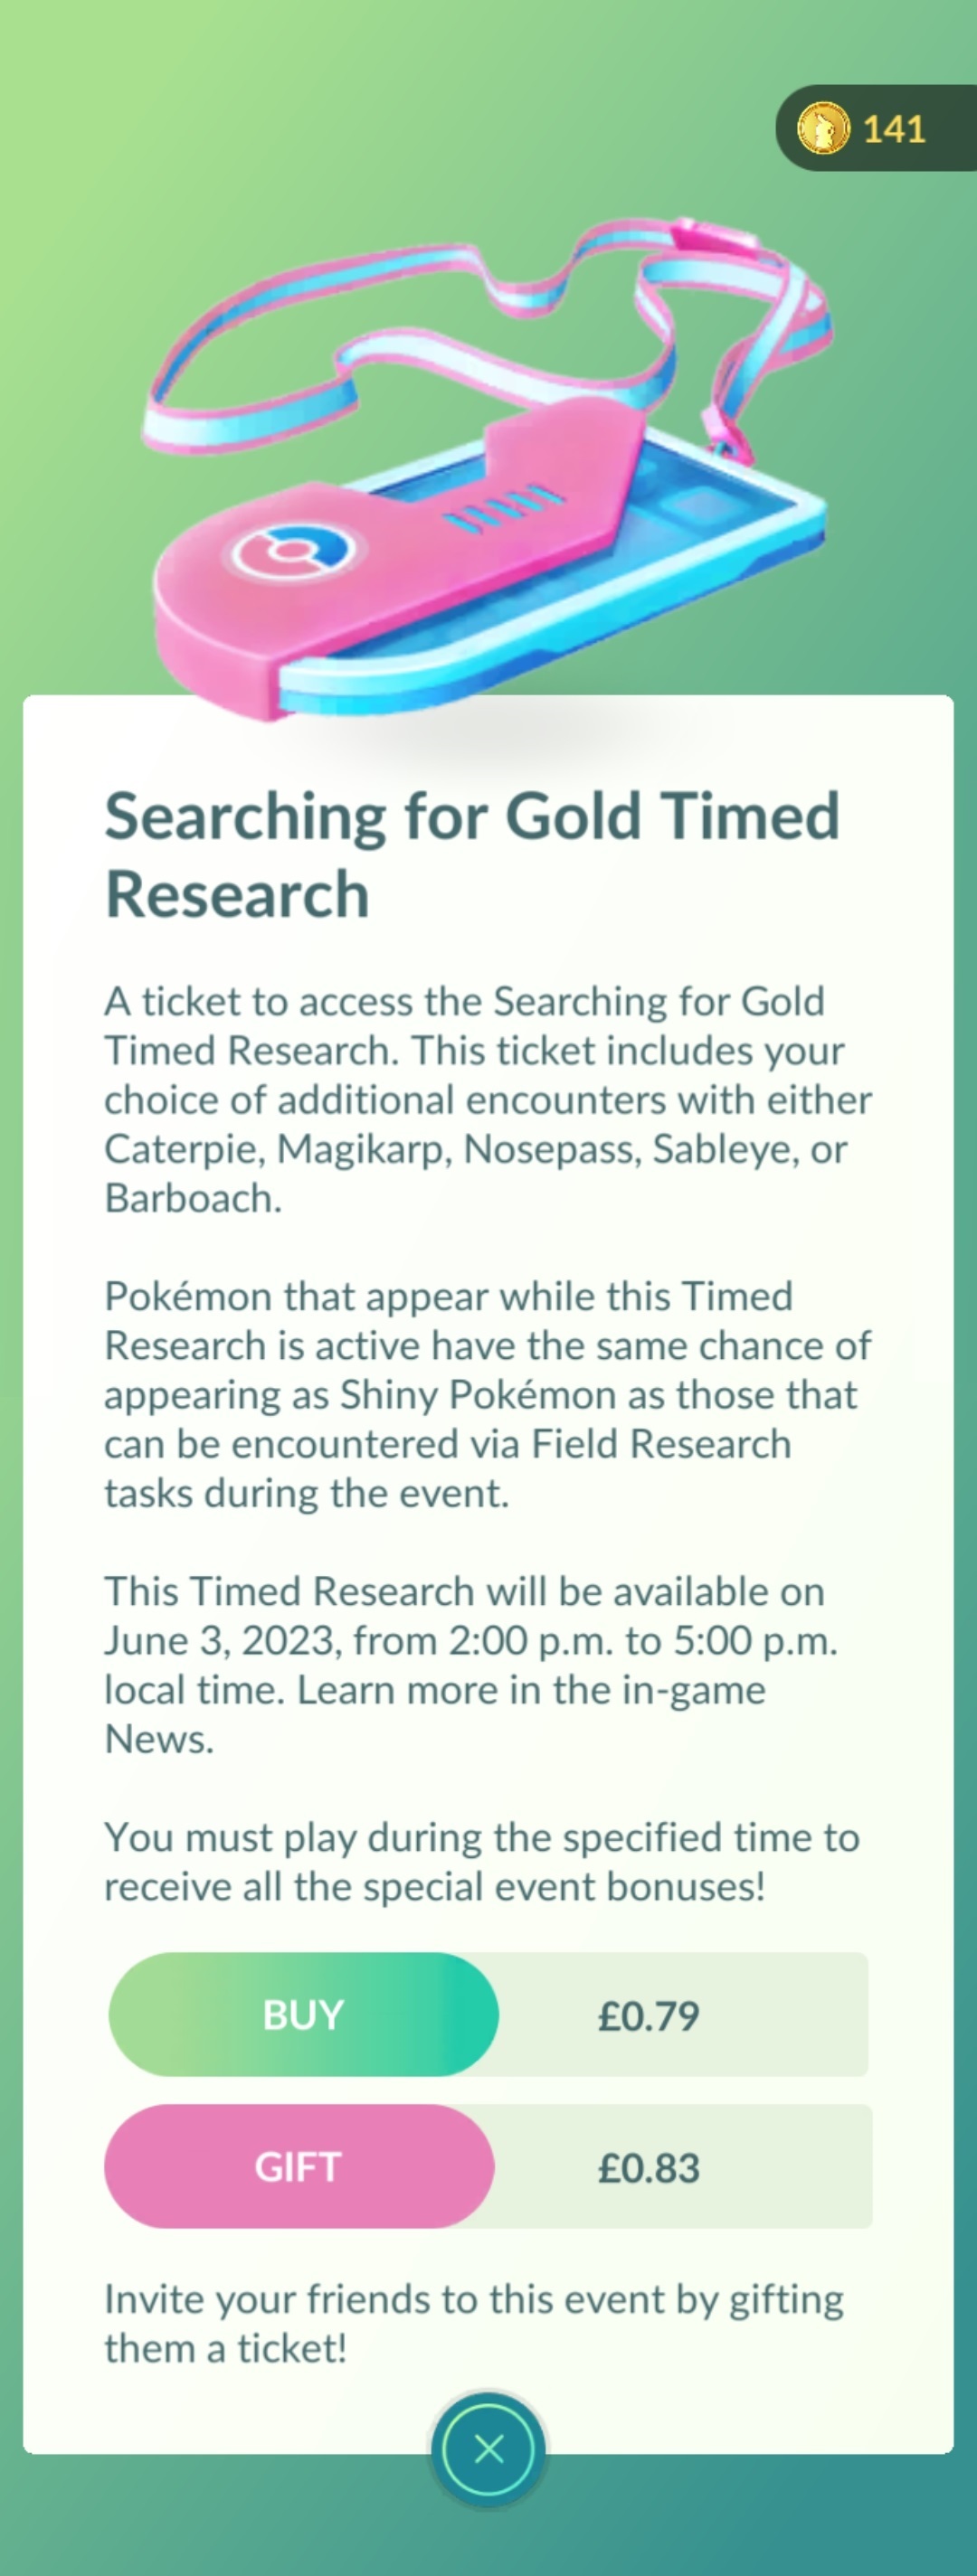 141
Searching for Gold Timed
Research
A ticket to access the Searching for Gold
Timed Research. This ticket includes your
choice of additional encounters with either
Caterpie, Magikarp, Nosepass, Sableye, or
Barboach.
Pokémon that appear while this Timed
Research is active have the same chance of
appearing as Shiny Pokémon as those that
can be encountered via Field Research
tasks during the event.
This Timed Research will be available on
June 3, 2023, from 2:00 p.m. to 5:00 p.m.
local time. Learn more in the in-game
News.
You must play during the specified time to
receive all the special event bonuses!
BUY £0.79
GIFT £0.83
Invite your friends to this event by gifting
them a ticket!